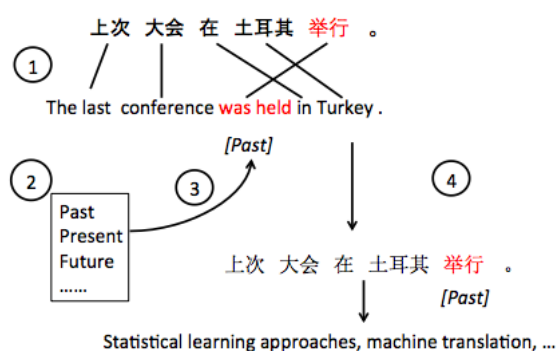 上次 大会 在 土耳其 举行 。
1
The last conference was held in Turkey .
[Past]
2
3
4
Past
Present
Future
......
上次 大会 在 土耳其 举行 。
[Past]
Statistical learning approaches, machine translation, ...